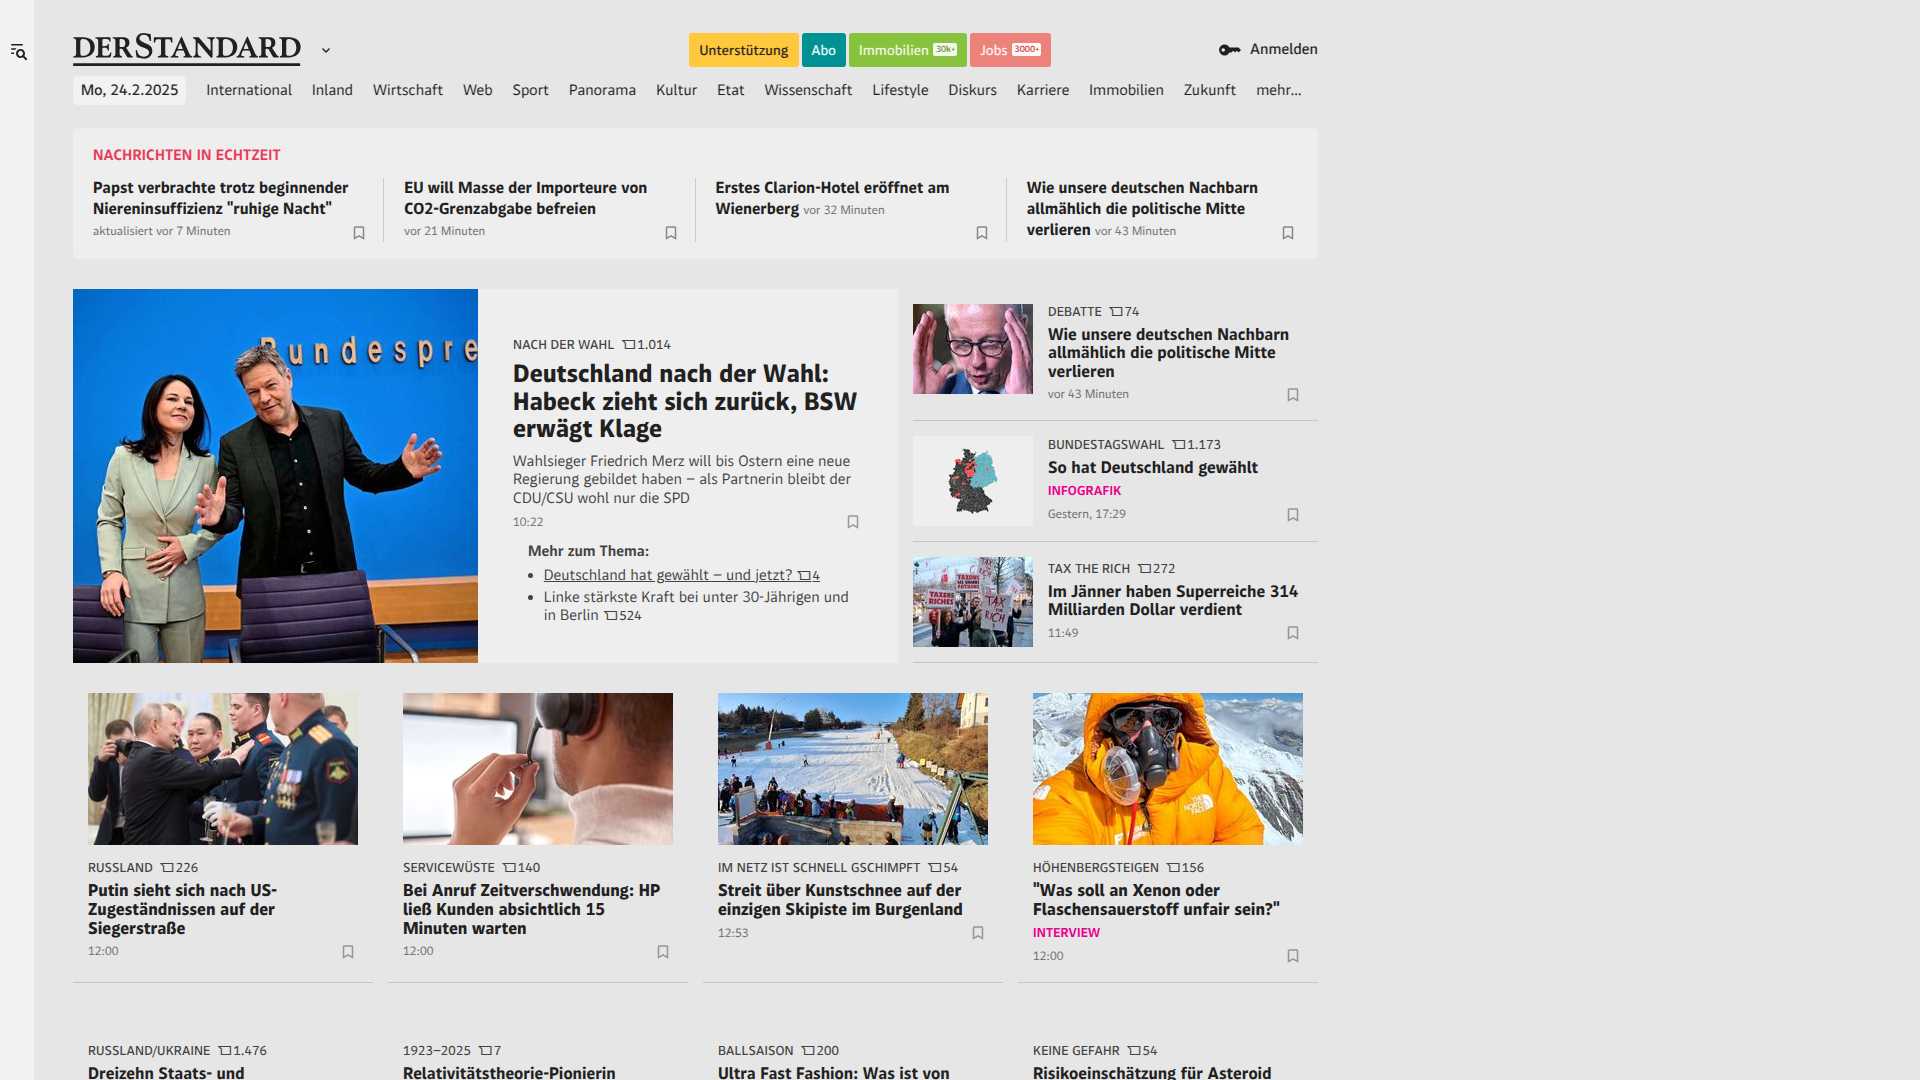 DERSTANDARD
Unterstützung
Abo
Immobilien 30k+
Jobs 3000+
Anmelden
Mo, 24.2.2025
International
Inland
Wirtschaft
Web
Sport
Panorama
Kultur
Etat
Wissenschaft
Lifestyle
Diskurs
Karriere
Immobilien
Zukunft
mehr...
NACHRICHTEN IN ECHTZEIT
Papst verbrachte trotz beginnender
Niereninsuffizienz "ruhige Nacht"
aktualisiert vor 7 Minuten
EU will Masse der Importeure von
CO2-Grenzabgabe befreien
vor 21 Minuten
Erstes Clarion-Hotel eröffnet am
Wienerberg vor 32 Minuten
Wie unsere deutschen Nachbarn
allmählich die politische Mitte
verlieren vor 43 Minuten
Bundespre
NACH DER WAHL 1.014
Deutschland nach der Wahl:
Habeck zieht sich zurück, BSW
erwägt Klage
Wahlsieger Friedrich Merz will bis Ostern eine neue
Regierung gebildet haben – als Partnerin bleibt der
CDU/CSU wohl nur die SPD
10:22
Mehr zum Thema:
Deutschland hat gewählt – und jetzt? 4
Linke stärkste Kraft bei unter 30-Jährigen und
in Berlin 524
DEBATTE 74
Wie unsere deutschen Nachbarn
allmählich die politische Mitte
verlieren
vor 43 Minuten
BUNDESTAGSWAHL 1.173
So hat Deutschland gewählt
INFOGRAFIK
Gestern, 17:29
TAX THE RICH 272
Im Jänner haben Superreiche 314
Milliarden Dollar verdient
11:49
TAX
THE
RICH
RUSSLAND 226
Putin sieht sich nach US-
Zugeständnissen auf der
Siegerstraße
12:00
SERVICEWÜSTE 140
Bei Anruf Zeitverschwendung: HP
ließ Kunden absichtlich 15
Minuten warten
12:00
IM NETZ IST SCHNELL GSCHIMPFT 54
Streit über Kunstschnee auf der
einzigen Skipiste im Burgenland
12:53
THE
NORTH
FACE
HÖHENBERGSTEIGEN 156
"Was soll an Xenon oder
Flaschensauerstoff unfair sein?"
INTERVIEW
12:00
RUSSLAND/UKRAINE 1.476
Dreizehn Staats- und
1923–2025 7
Relativitätstheorie-Pionierin
BALLSAISON 200
Ultra Fast Fashion: Was ist von
KEINE GEFAHR 54
Risikoeinschätzung für Asteroid